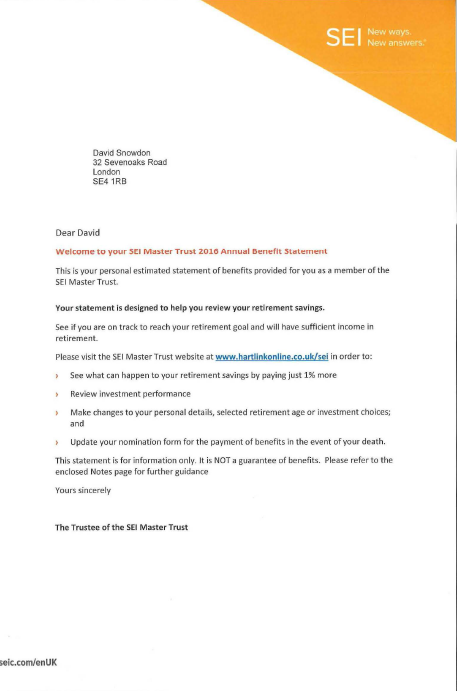 SEI New ways.
New answers.®
David Snowdon
32 Sevenoaks Road
London
SE4 1RB
Dear David
Welcome to your SEI Master Trust 2016 Annual Benefit Statement
This is your personal estimated statement of benefits provided for you as a member of the
SEI Master Trust.
Your statement is designed to help you review your retirement savings.
See if you are on track to reach your retirement goal and will have sufficient income in
retirement.
Please visit the SEI Master Trust website at www.hartlinkonline.co.uk/sei in order to:
See what can happen to your retirement savings by paying just 1% more
Review investment performance
Make changes to your personal details, selected retirement age or investment choices;
and
Update your nomination form for the payment of benefits in the event of your death.
This statement is for information only. It is NOT a guarantee of benefits. Please refer to the
enclosed Notes page for further guidance
Yours sincerely
The Trustee of the SEI Master Trust
seic.com/enUK